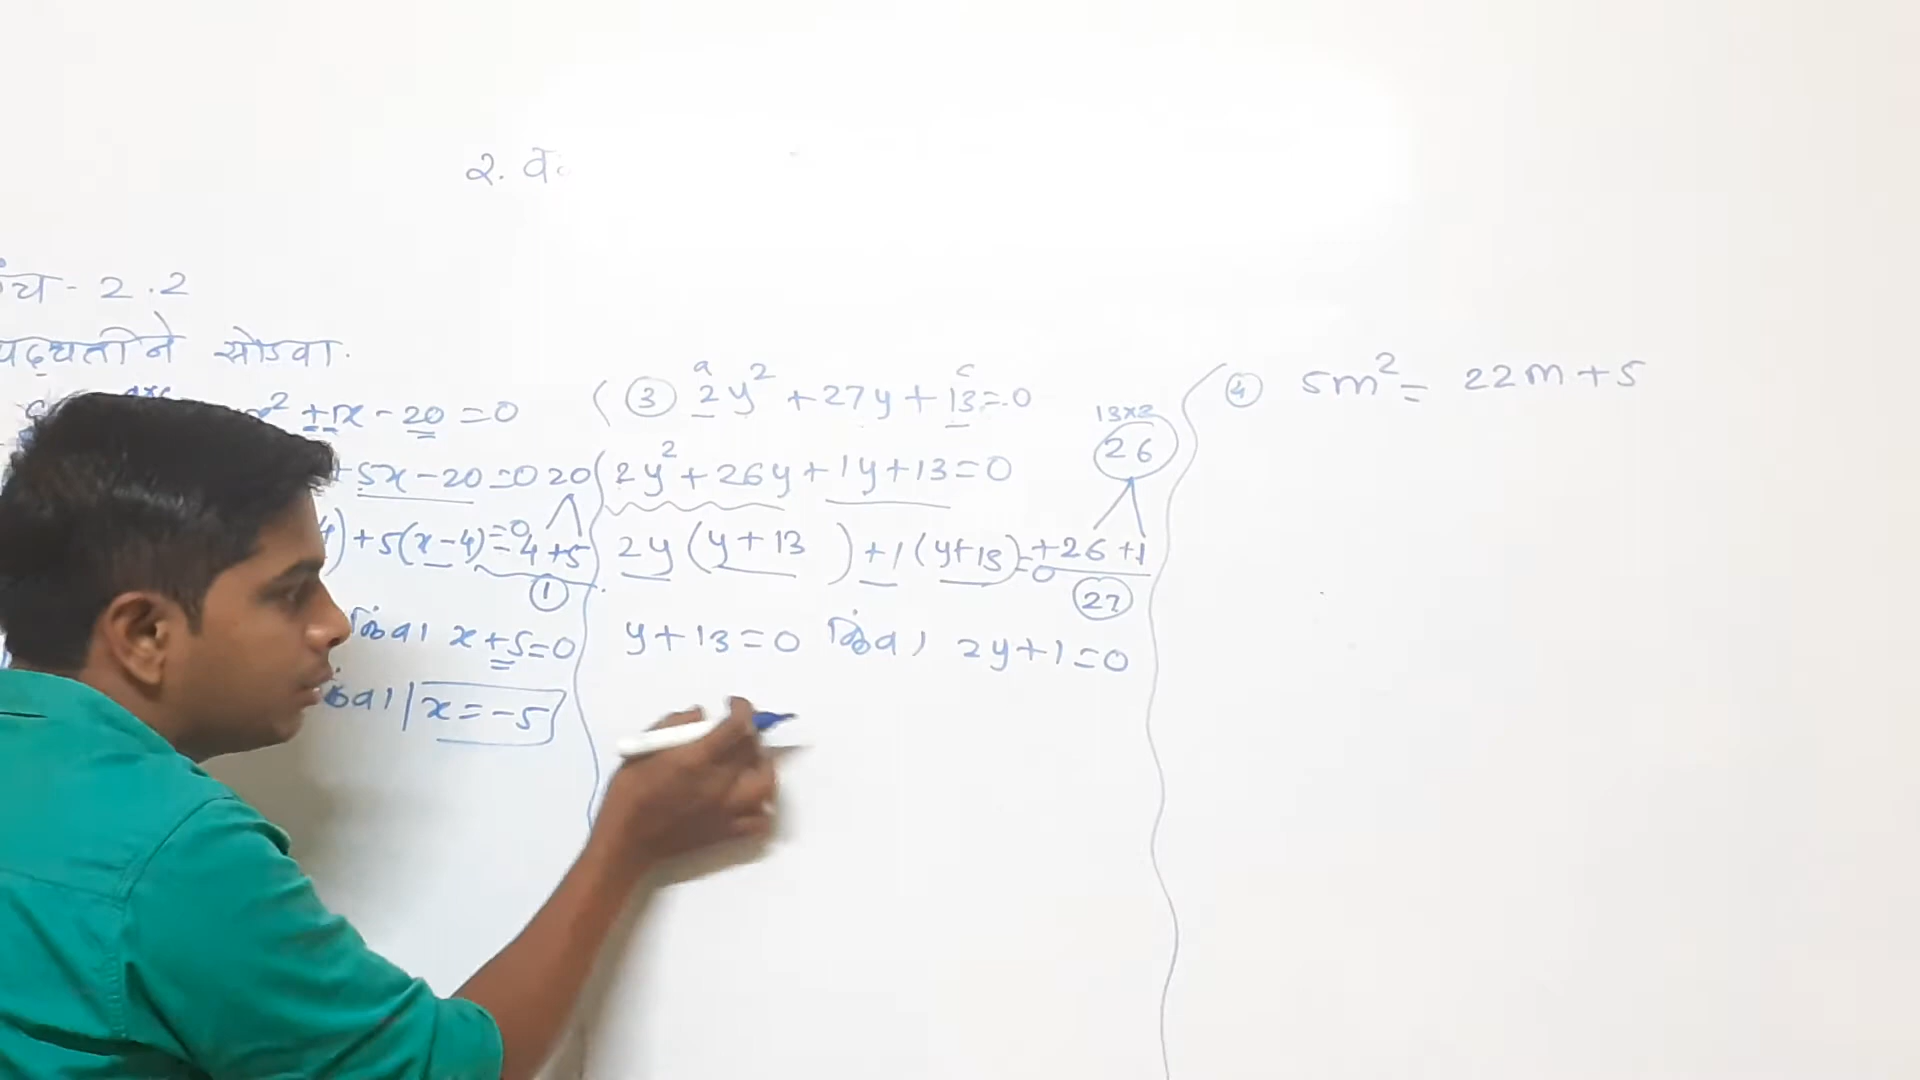 २. व
ंच - 2.2
पद्धतीने सोडवा.
² + 1x - 20 = 0
+ 5x - 20 = 0 20
) + 5(x - 4) = 0 - 4 + 5
①
किंवा x + 5 = 0
किंवा x = -5
a c
③ 2y² + 27y + 13 = 0
13×2
2y² + 26y + 1y + 13 = 0 26
2y (y + 13) + 1 (y + 13) = 0 + 26 + 1
27
y + 13 = 0 किंवा 2y + 1 = 0
④ 5m² = 22m + 5